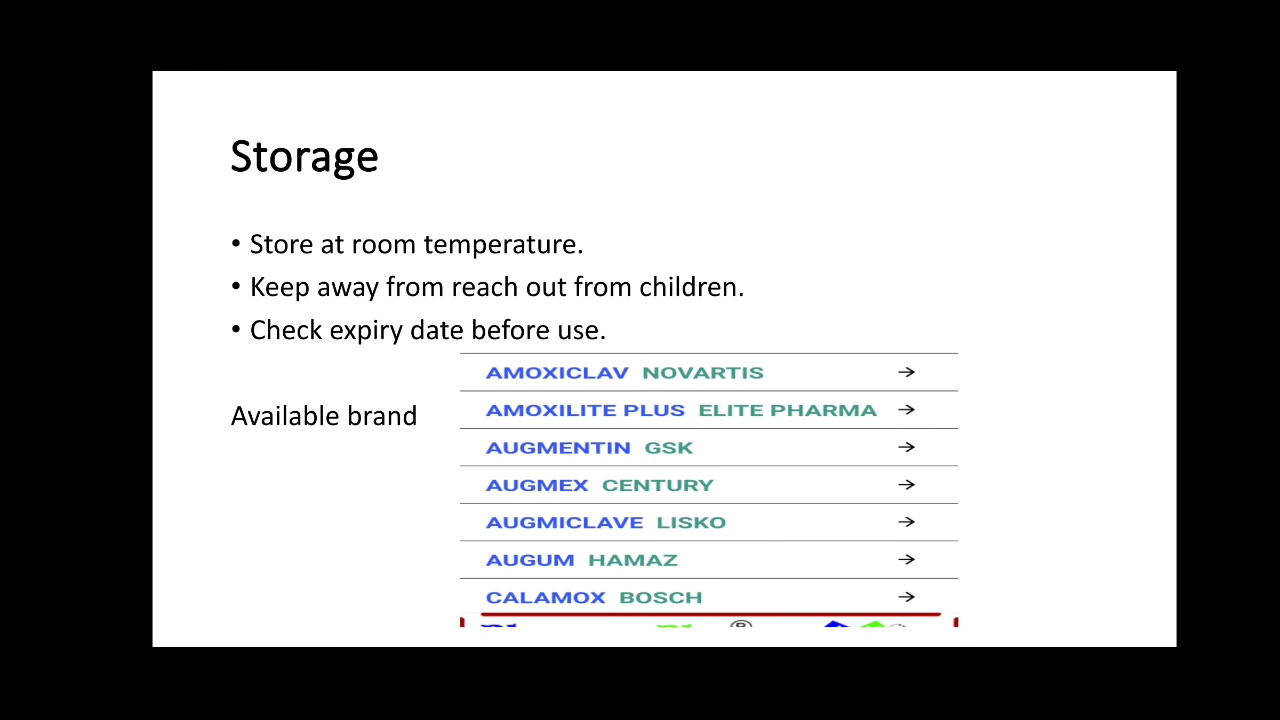 Storage
• Store at room temperature.
• Keep away from reach out from children.
• Check expiry date before use.
AMOXICLAV NOVARTIS →
Available brand
AMOXILITE PLUS ELITE PHARMA →
AUGMENTIN GSK →
AUGMEX CENTURY →
AUGMICLAVE LISKO →
AUGUM HAMAZ →
CALAMOX BOSCH →